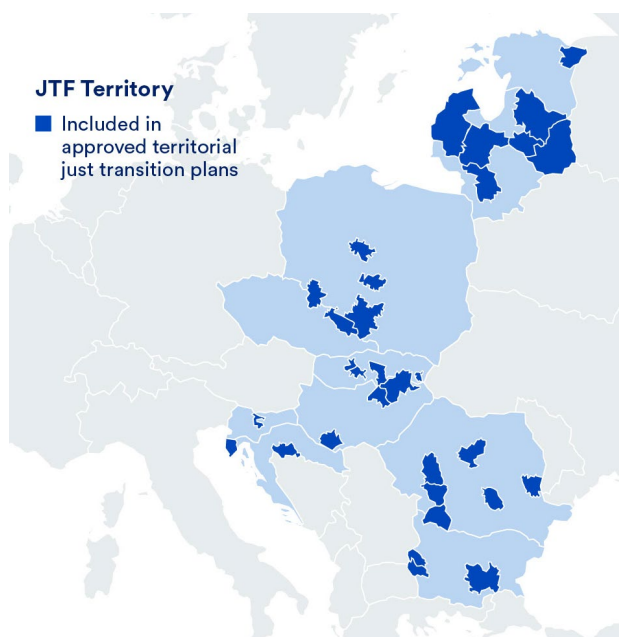 JTF Territory
Included in
approved territorial
just transition plans